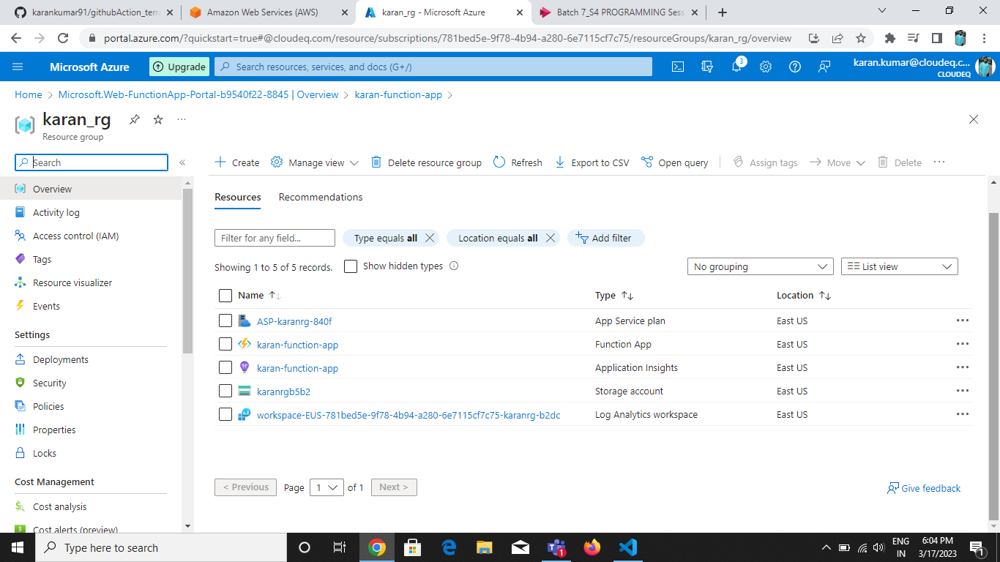 karankumar91/githubAction_terra
Amazon Web Services (AWS)
karan_rg - Microsoft Azure
Batch 7_S4 PROGRAMMING Sess
portal.azure.com/?quickstart=true#@cloudeq.com/resource/subscriptions/781bed5e-9f78-4b94-a280-6e7115cf7c75/resourceGroups/karan_rg/overview
Microsoft Azure
Upgrade
Search resources, services, and docs (G+/)
3
karan.kumar@cloudeq.c...
CLOUDEQ
Home > Microsoft.Web-FunctionApp-Portal-b9540f22-8845 | Overview > karan-function-app >
karan_rg
Resource group
Search
Create
Manage view
Delete resource group
Refresh
Export to CSV
Open query
Assign tags
Move
Delete
Overview
Activity log
Access control (IAM)
Tags
Resource visualizer
Events
Settings
Deployments
Security
Policies
Properties
Locks
Cost Management
Cost analysis
Cost alerts (preview)
Resources
Recommendations
Filter for any field...
Type equals all
Location equals all
Add filter
Showing 1 to 5 of 5 records.
Show hidden types
No grouping
List view
Name
Type
Location
ASP-karanrg-840f App Service plan East US
karan-function-app Function App East US
karan-function-app Application Insights East US
karanrgb5b2 Storage account East US
workspace-EUS-781bed5e-9f78-4b94-a280-6e7115cf7c75-karanrg-b2dc Log Analytics workspace East US
< Previous
Page 1 of 1
Next >
Give feedback
Type here to search
1
ENG
IN
6:04 PM
3/17/2023
1